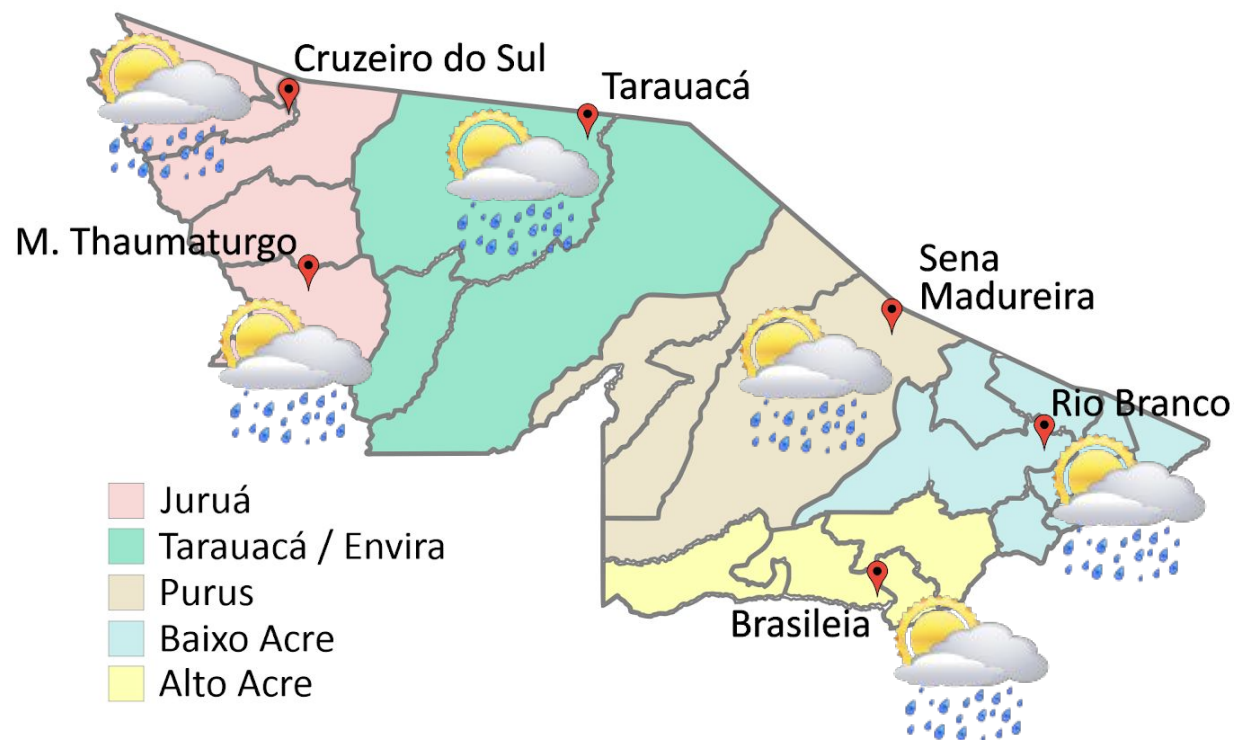 Cruzeiro do Sul
Tarauacá
M. Thaumaturgo
Sena
Madureira
Rio Branco
Brasileia
Juruá
Tarauacá / Envira
Purus
Baixo Acre
Alto Acre